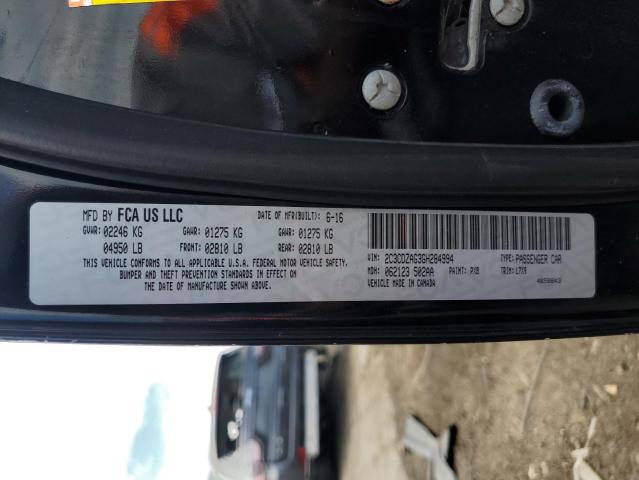 MFD BY FCA US LLC DATE OF MFR(BUILT): 6-16
GVWR: 02246 KG GAWR: 01275 KG GAWR: 01275 KG
04950 LB FRONT: 02810 LB REAR: 02810 LB
THIS VEHICLE CONFORMS TO ALL APPLICABLE U.S.A. FEDERAL MOTOR VEHICLE SAFETY,
BUMPER AND THEFT PREVENTION STANDARDS IN EFFECT ON
THE DATE OF MANUFACTURE SHOWN ABOVE.
VIN: 2C3CDZAG3GH284994 TYPE: PASSENGER CAR
MDH: 062123 502AA PAINT: PX8 TRIM: L7X9
VEHICLE MADE IN CANADA